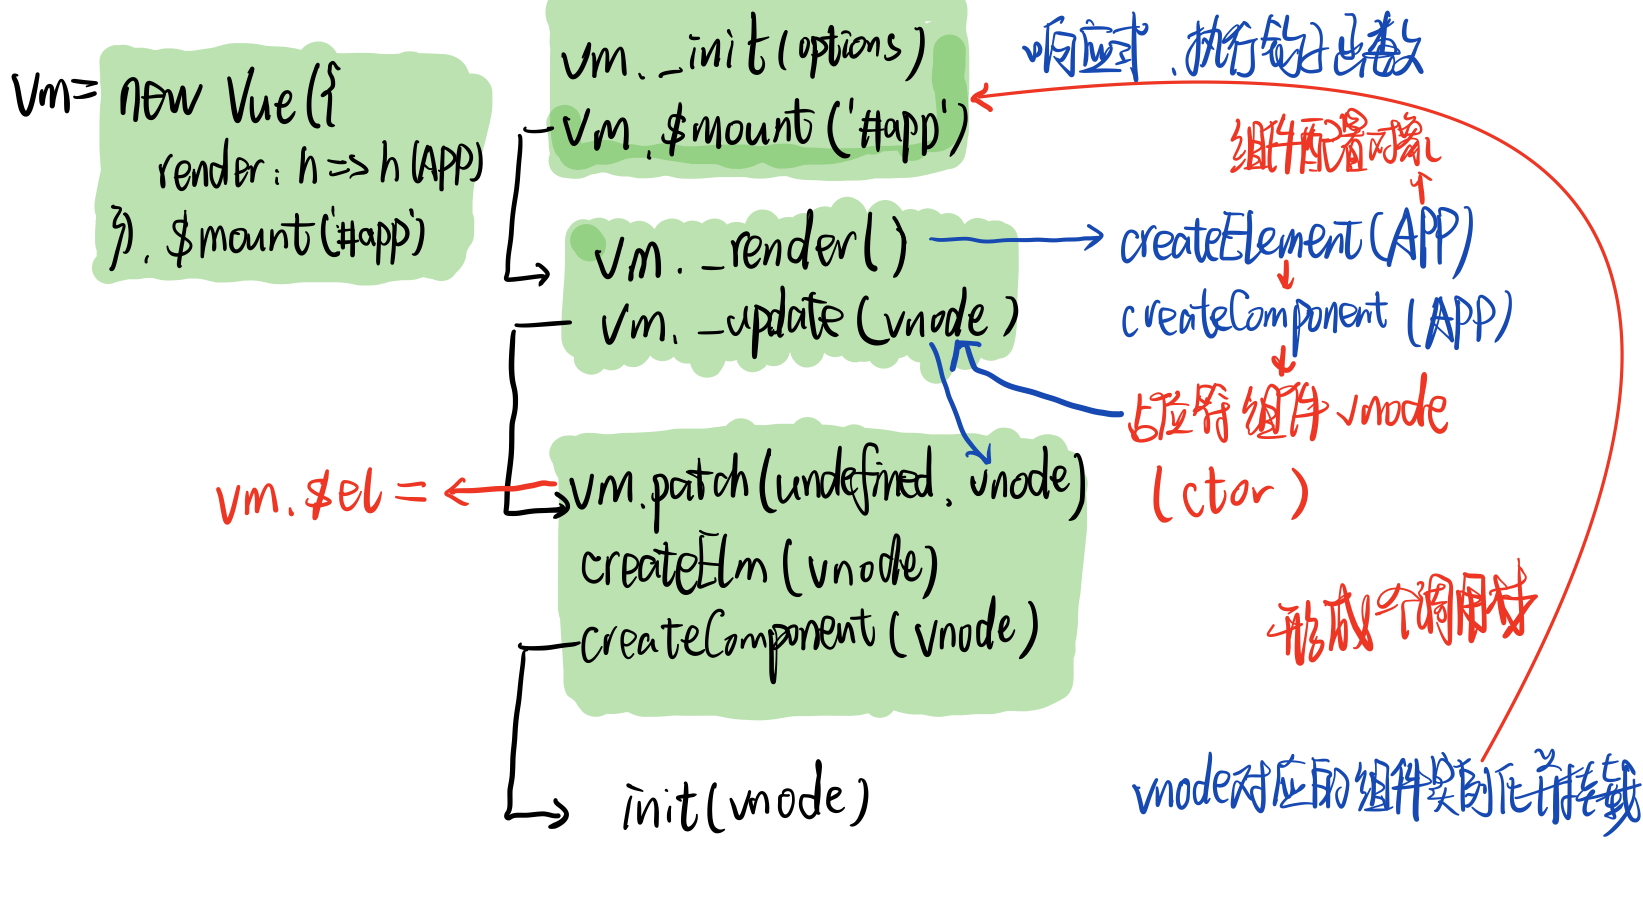 vm=
new Vue({
render: h => h(APP)
}). $mount('#app')
vm._init(options)
vm.$mount('#app')
响应式、执行钩子函数
组件配置对象
vm._render()
createElement(APP)
vm._update(vnode)
createComponent(APP)
占位符组件vnode
(ctor)
vm.$el =
vm.patch(undefined, vnode)
createElm(vnode)
createComponent(vnode)
形成一个调用栈
init(vnode)
vnode对应的组件实例化并挂载